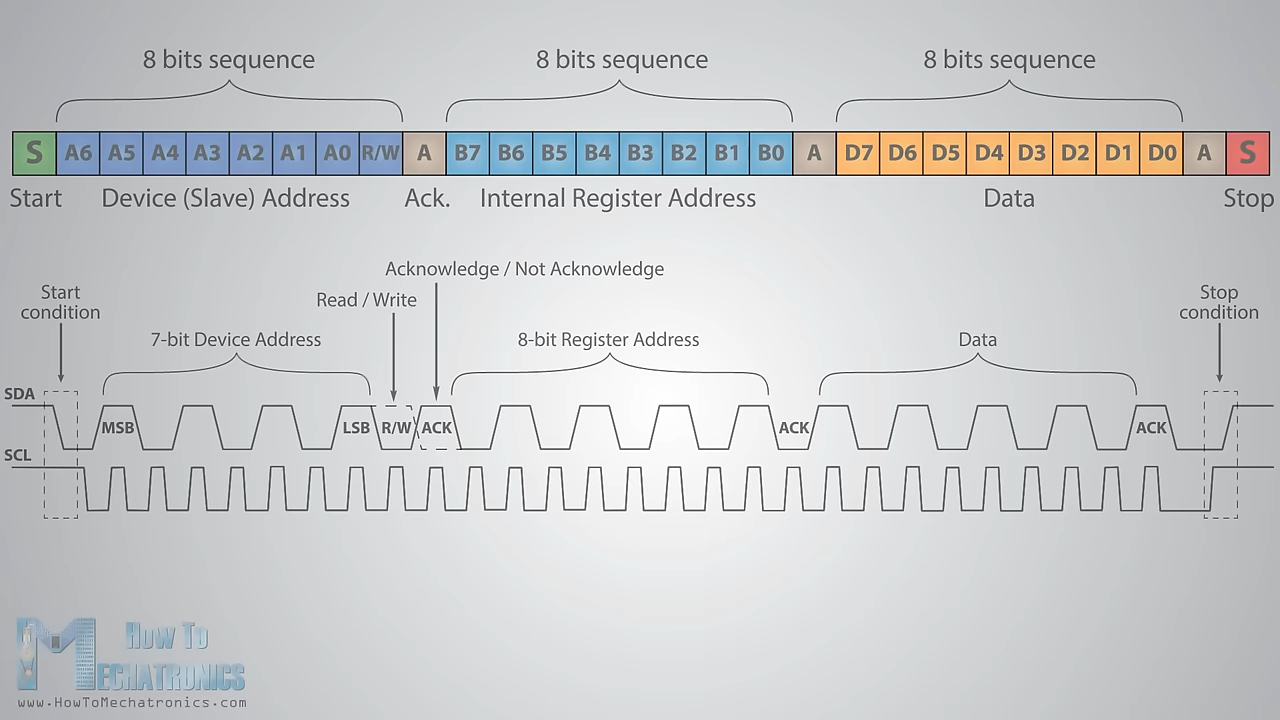 8 bits sequence 8 bits sequence 8 bits sequence
S A6 A5 A4 A3 A2 A1 A0 R/W A B7 B6 B5 B4 B3 B2 B1 B0 A D7 D6 D5 D4 D3 D2 D1 D0 A S
Start Device (Slave) Address Ack. Internal Register Address Data Stop
Acknowledge / Not Acknowledge
Start
condition
Read / Write
Stop
condition
7-bit Device Address 8-bit Register Address Data
SDA
MSB LSB R/W ACK ACK ACK
SCL
How To
Mechatronics
www.HowToMechatronics.com